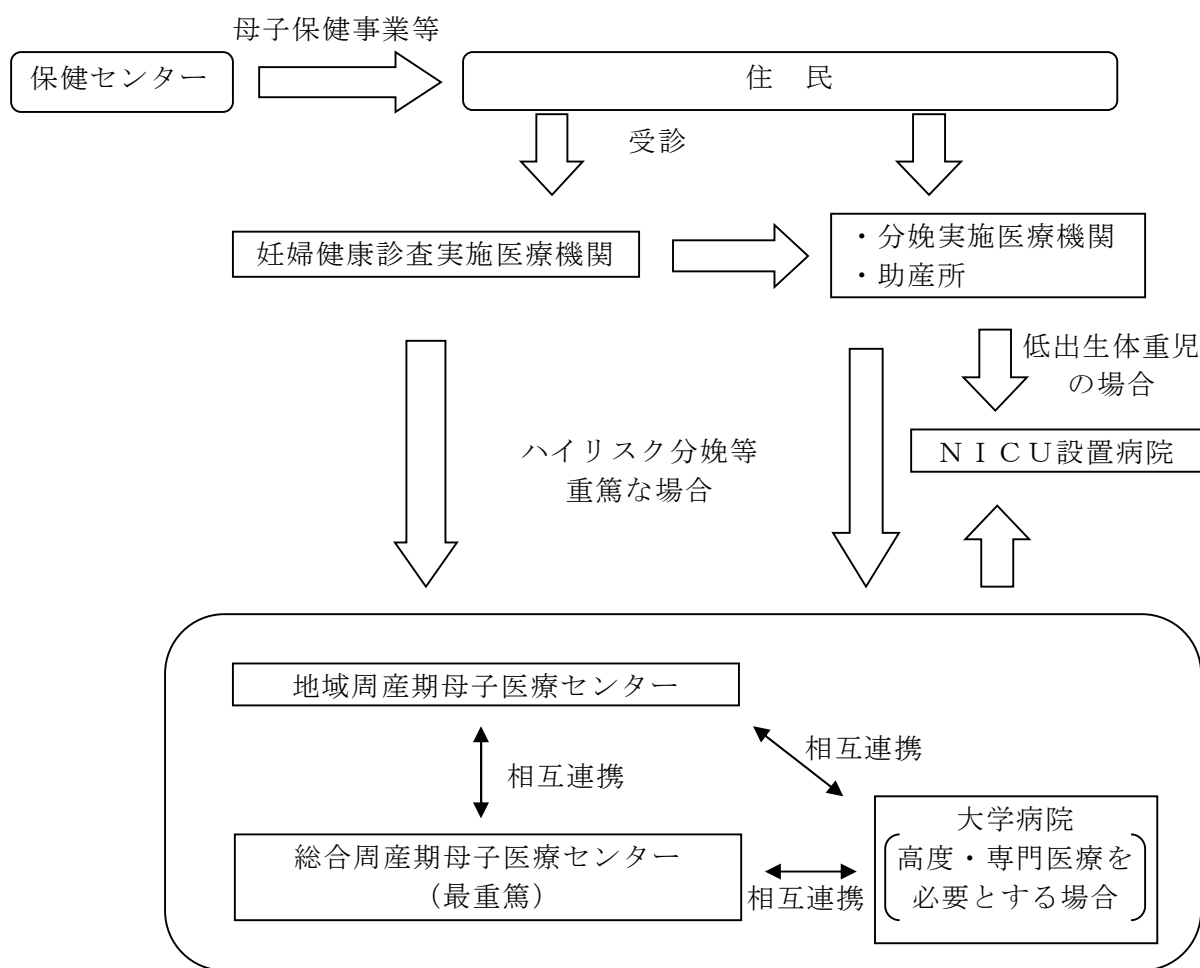 母子保健事業等
保健センター
住　民
受診
妊婦健康診査実施医療機関
・分娩実施医療機関
・助産所
低出生体重児
の場合
ハイリスク分娩等
重篤な場合
ＮＩＣＵ設置病院
地域周産期母子医療センター
相互連携
相互連携
総合周産期母子医療センター
（最重篤）
相互連携
大学病院
高度・専門医療を
必要とする場合